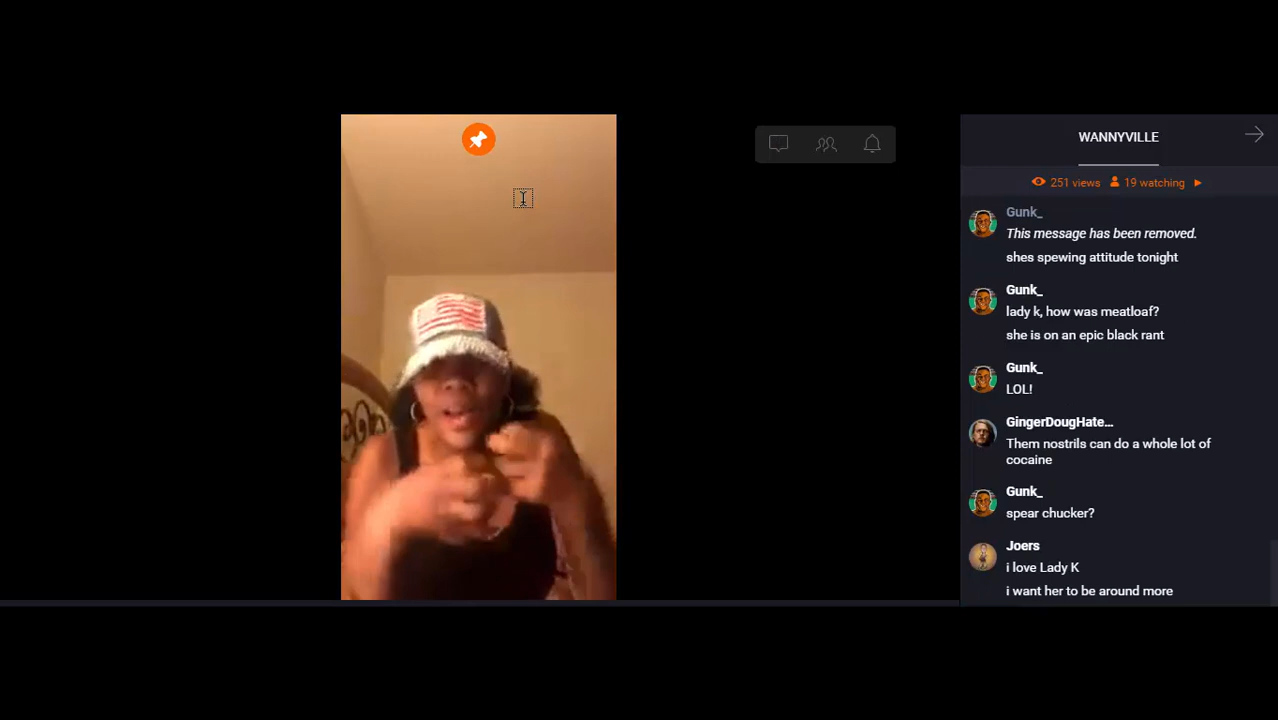 WANNYVILLE
251 views 19 watching
Gunk_
This message has been removed.
shes spewing attitude tonight
Gunk_
lady k, how was meatloaf?
she is on an epic black rant
Gunk_
LOL!
GingerDougHate...
Them nostrils can do a whole lot of
cocaine
Gunk_
spear chucker?
Joers
i love Lady K
i want her to be around more